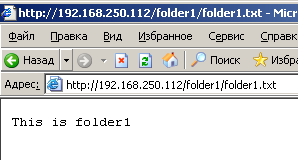 http://192.168.250.112/folder1/folder1.txt - Micr
Файл Правка Вид Избранное Сервис Справк
Назад Поиск
Адрес: http://192.168.250.112/folder1/folder1.txt
This is folder1